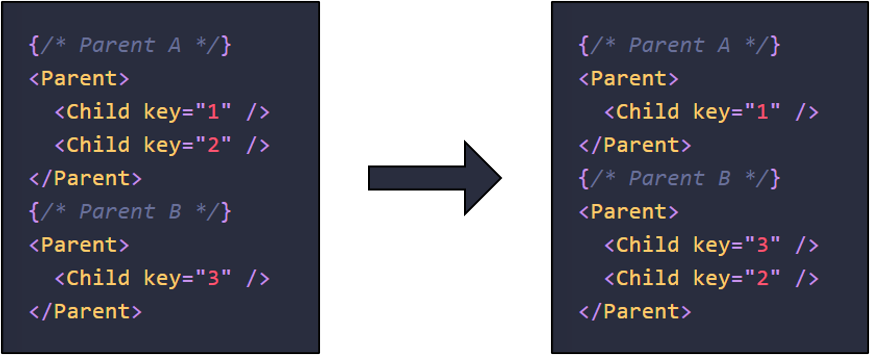 {/* Parent A */}
<Parent>
  <Child key="1" />
  <Child key="2" />
</Parent>
{/* Parent B */}
<Parent>
  <Child key="3" />
</Parent>
{/* Parent A */}
<Parent>
  <Child key="1" />
</Parent>
{/* Parent B */}
<Parent>
  <Child key="3" />
  <Child key="2" />
</Parent>